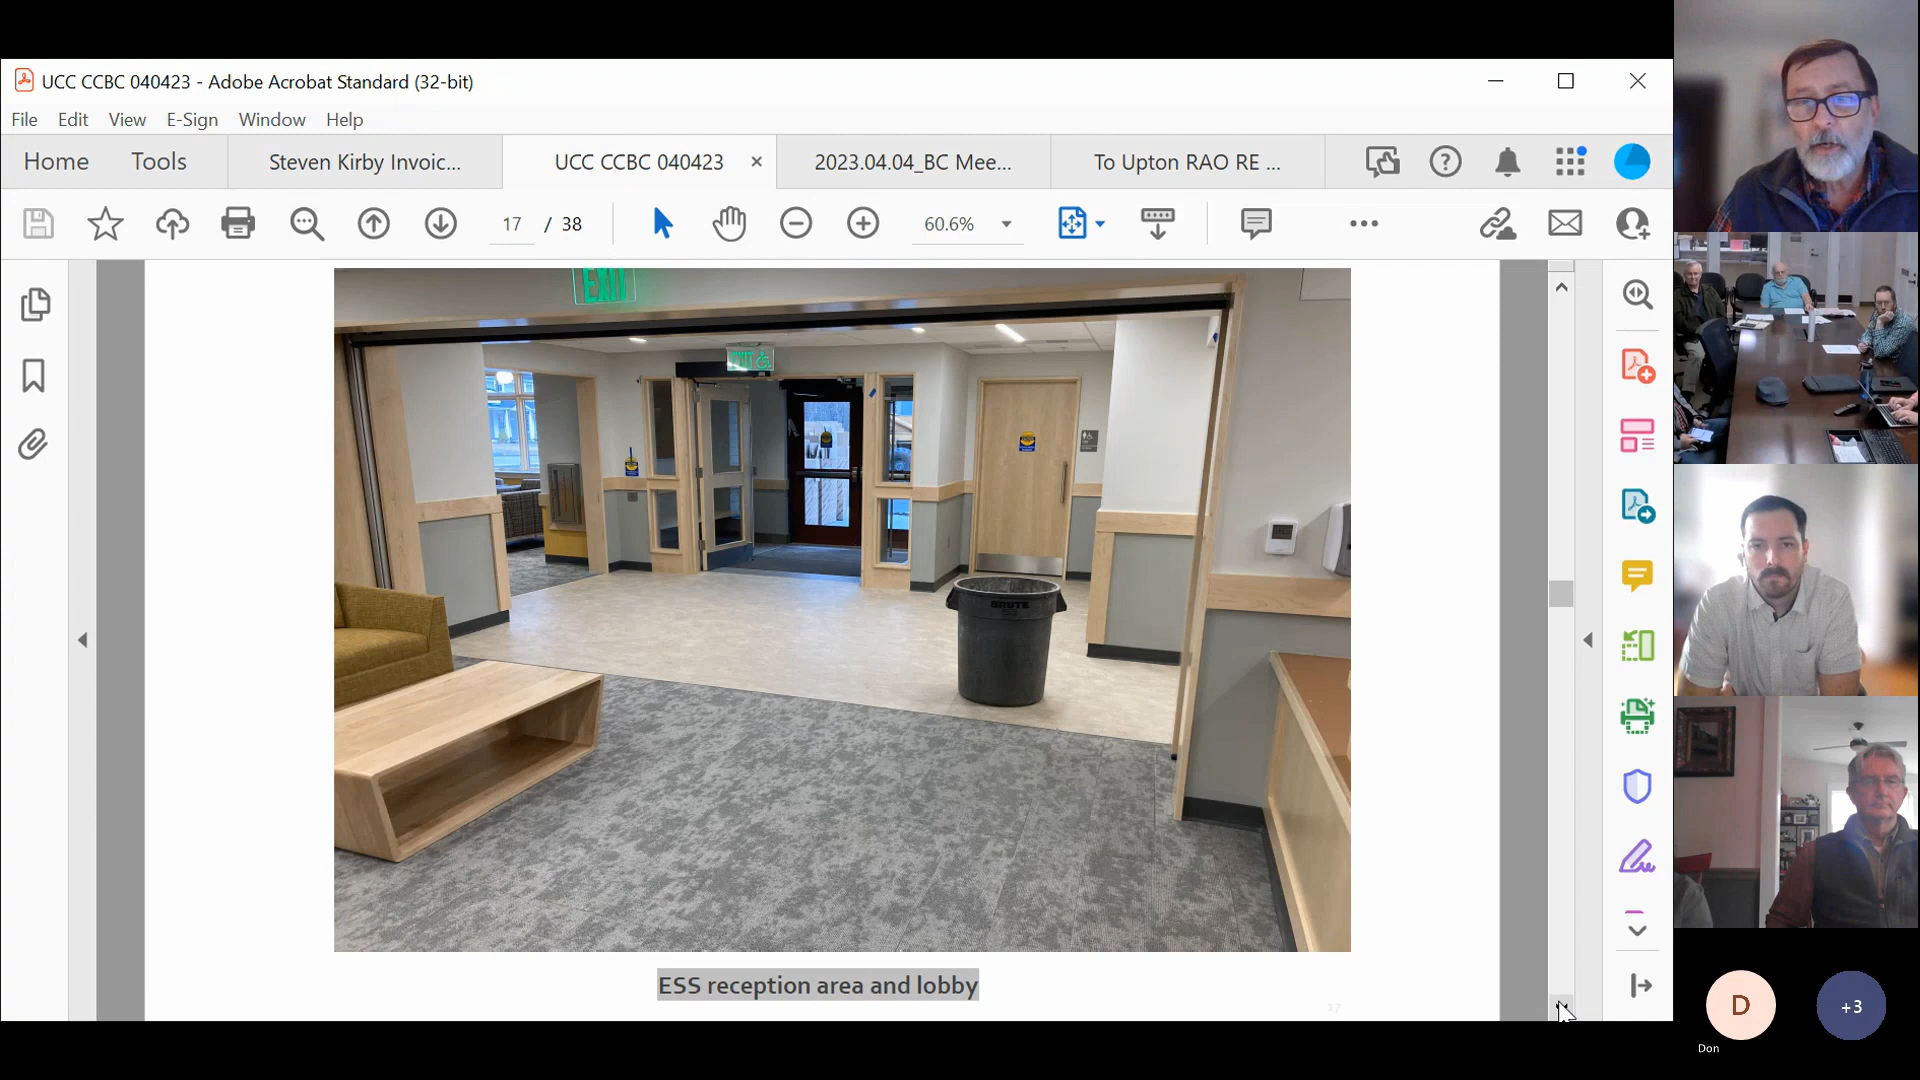 UCC CCBC 040423 - Adobe Acrobat Standard (32-bit)
File Edit View E-Sign Window Help
Home Tools Steven Kirby Invoic... UCC CCBC 040423 2023.04.04_BC Mee... To Upton RAO RE ...
17 / 38 60.6%
EXIT
EXIT
BRUTE
ESS reception area and lobby
17
D
+3
Don